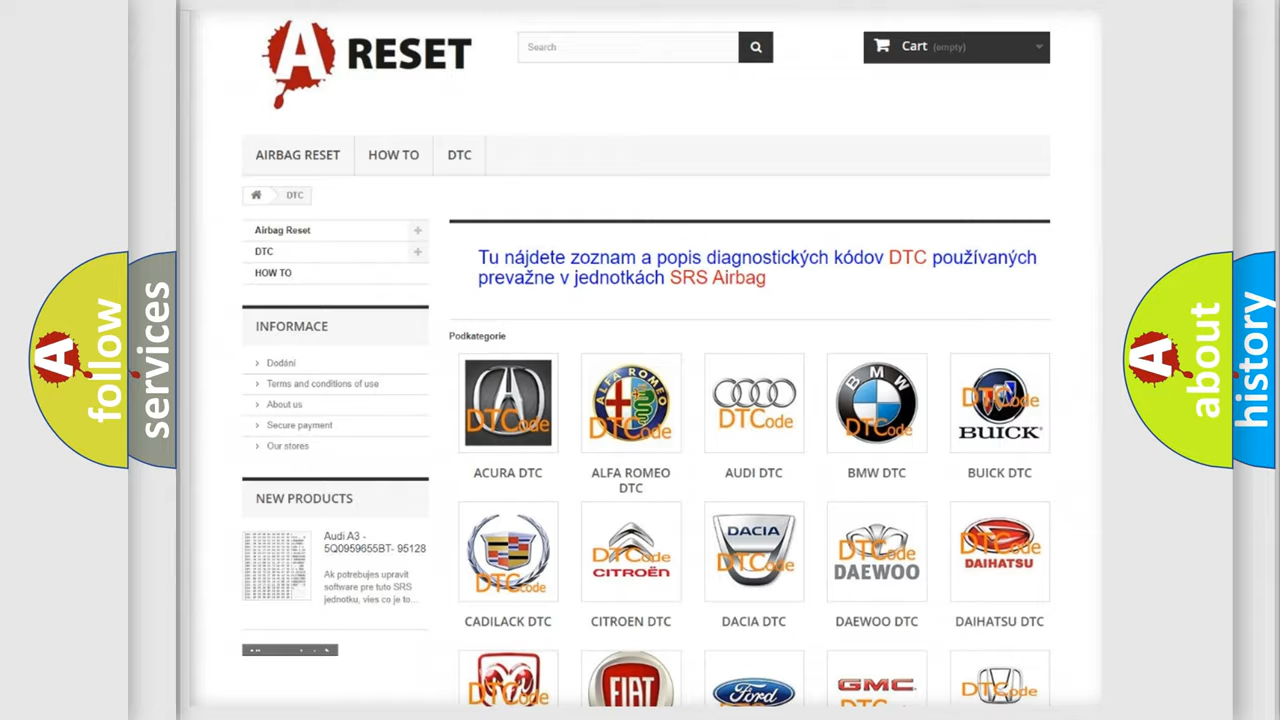 A RESET
Search
Cart (empty)
AIRBAG RESET
HOW TO
DTC
DTC
Airbag Reset
DTC
HOW TO
INFORMACE
Dodání
Terms and conditions of use
About us
Secure payment
Our stores
NEW PRODUCTS
Audi A3 -
5Q0959655BT- 95128
Ak potrebujes upravit
software pre tuto SRS
jednotku, vies co je to...
Tu nájdete zoznam a popis diagnostických kódov DTC používaných
prevažne v jednotkách SRS Airbag
Podkategorie
DTCode
ALFA ROMEO
DTCode
DTCode
BMW
DTCode
DTCode
BUICK
ACURA DTC
ALFA ROMEO
DTC
AUDI DTC
BMW DTC
BUICK DTC
DTCode
DTCode
CITROËN
DACIA
DTCode
DTCode
DAEWOO
DTCode
DAIHATSU
CADILACK DTC
CITROEN DTC
DACIA DTC
DAEWOO DTC
DAIHATSU DTC
DTCode
FIAT
Ford
GMC
DTCode
A follow
services
A about
history